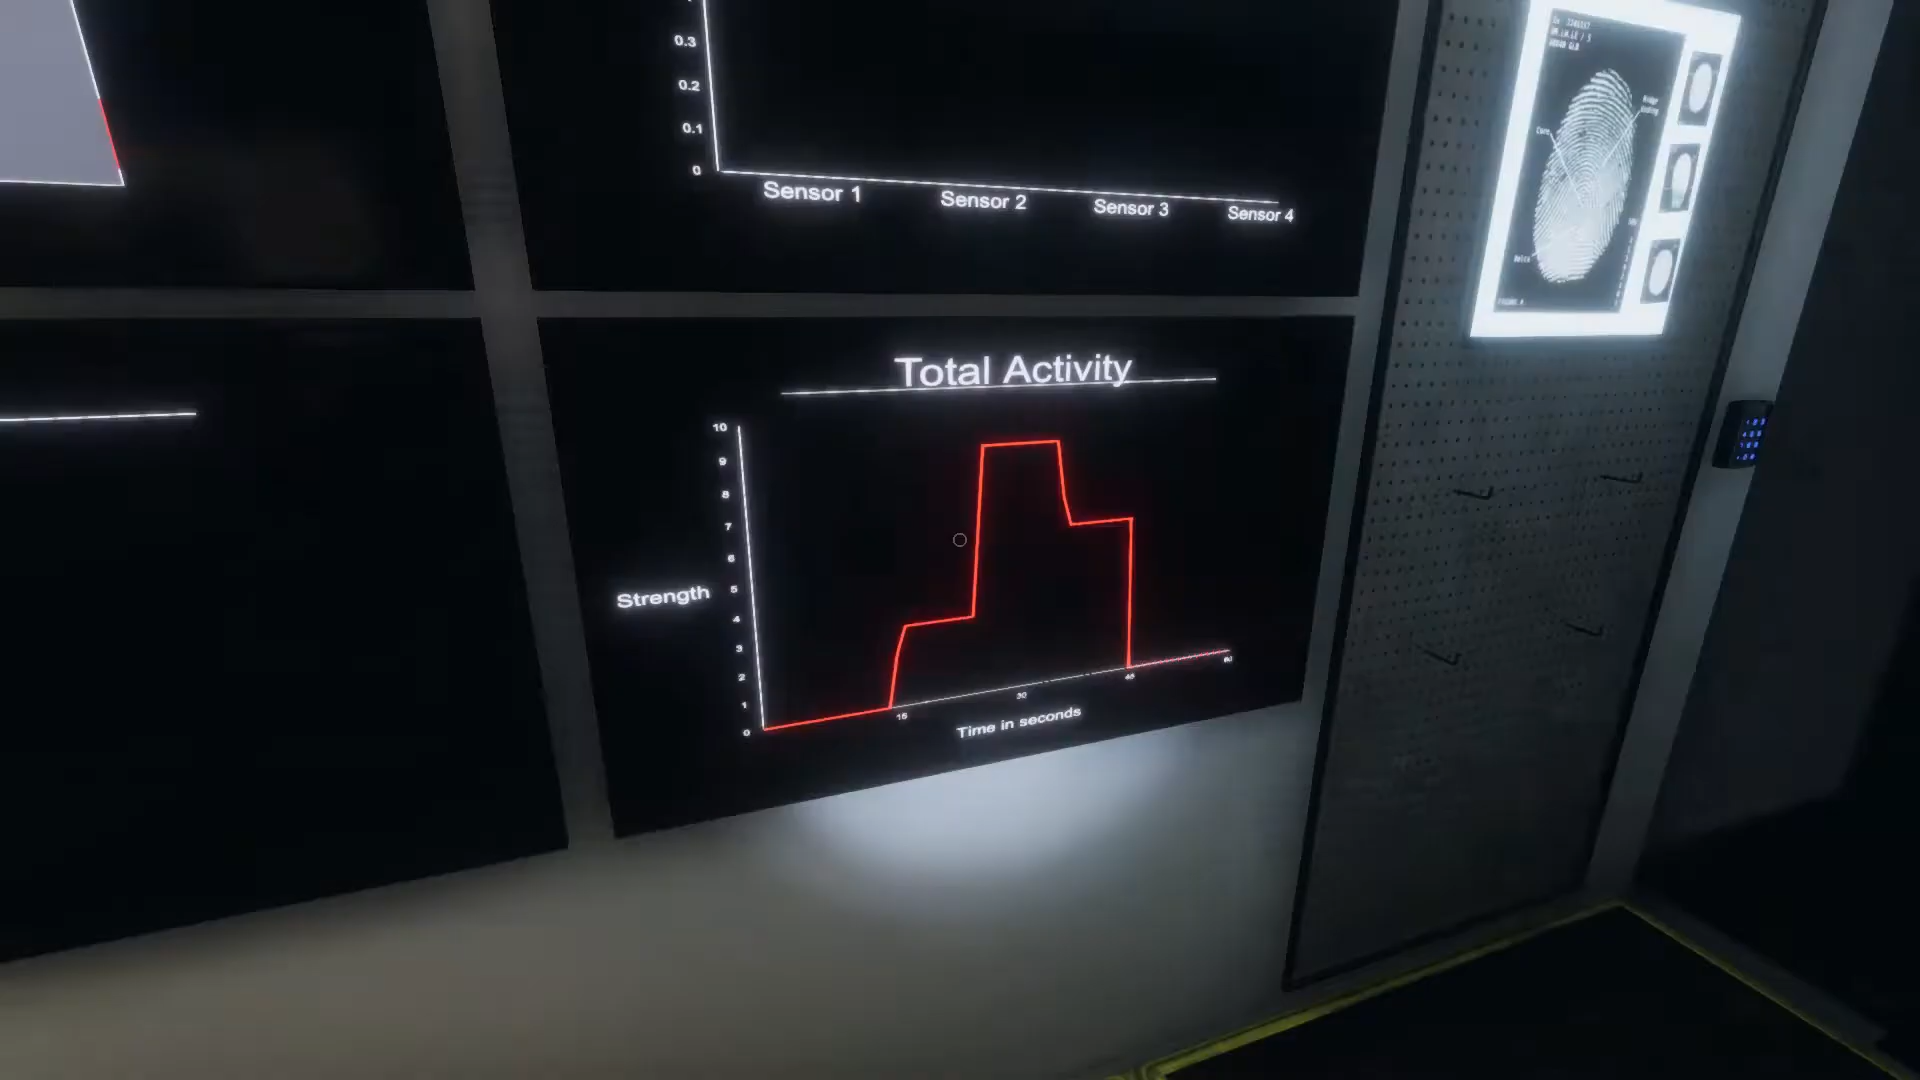 0.3
0.2
0.1
0
Sensor 1
Sensor 2
Sensor 3
Sensor 4
Total Activity
10
9
8
7
6
5
4
3
2
1
0
Strength
15
30
45
60
Time in seconds